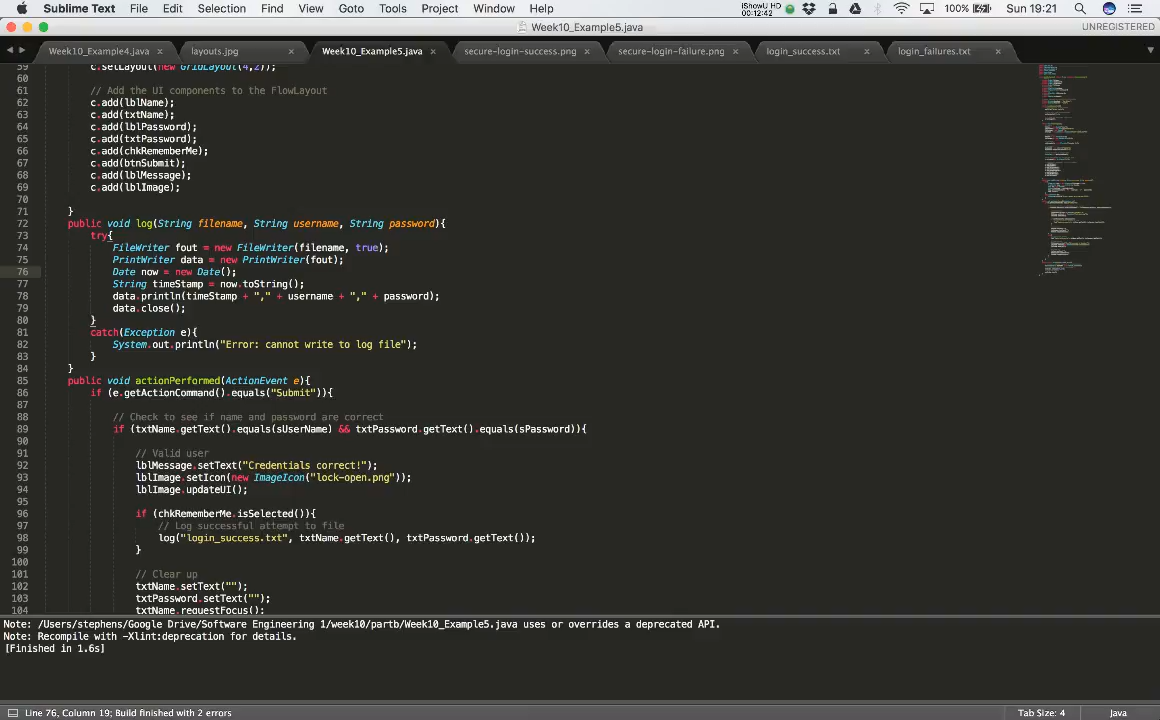 Sublime Text File Edit Selection Find View Goto Tools Project Window Help iShowU HD 00:12:42 100% Sun 19:21
Week10_Example5.java UNREGISTERED
Week10_Example4.java × layouts.jpg × Week10_Example5.java × secure-login-success.png × secure-login-failure.png × login_success.txt × login_failures.txt ×
59 c.setLayout(new GridLayout(4,2));
60
61 // Add the UI components to the FlowLayout
62 c.add(lblName);
63 c.add(txtName);
64 c.add(lblPassword);
65 c.add(txtPassword);
66 c.add(chkRememberMe);
67 c.add(btnSubmit);
68 c.add(lblMessage);
69 c.add(lblImage);
70
71 }
72 public void log(String filename, String username, String password){
73 try{
74 FileWriter fout = new FileWriter(filename, true);
75 PrintWriter data = new PrintWriter(fout);
76 Date now = new Date();
77 String timeStamp = now.toString();
78 data.println(timeStamp + "," + username + "," + password);
79 data.close();
80 }
81 catch(Exception e){
82 System.out.println("Error: cannot write to log file");
83 }
84 }
85 public void actionPerformed(ActionEvent e){
86 if (e.getActionCommand().equals("Submit")){
87
88 // Check to see if name and password are correct
89 if (txtName.getText().equals(sUserName) && txtPassword.getText().equals(sPassword)){
90
91 // Valid user
92 lblMessage.setText("Credentials correct!");
93 lblImage.setIcon(new ImageIcon("lock-open.png"));
94 lblImage.updateUI();
95
96 if (chkRememberMe.isSelected()){
97 // Log successful attempt to file
98 log("login_success.txt", txtName.getText(), txtPassword.getText());
99 }
100
101 // Clear up
102 txtName.setText("");
103 txtPassword.setText("");
104 txtName.requestFocus();
Note: /Users/stephens/Google Drive/Software Engineering 1/week10/partb/Week10_Example5.java uses or overrides a deprecated API.
Note: Recompile with -Xlint:deprecation for details.
[Finished in 1.6s]
Line 76, Column 19; Build finished with 2 errors Tab Size: 4 Java